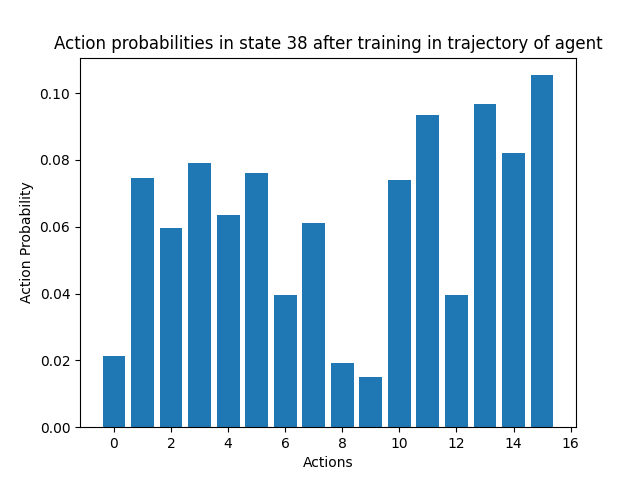 Action probabilities in state 38 after training in trajectory of agent
0.10
0.08
0.06
0.04
0.02
0.00
Action Probability
0 2 4 6 8 10 12 14 16
Actions